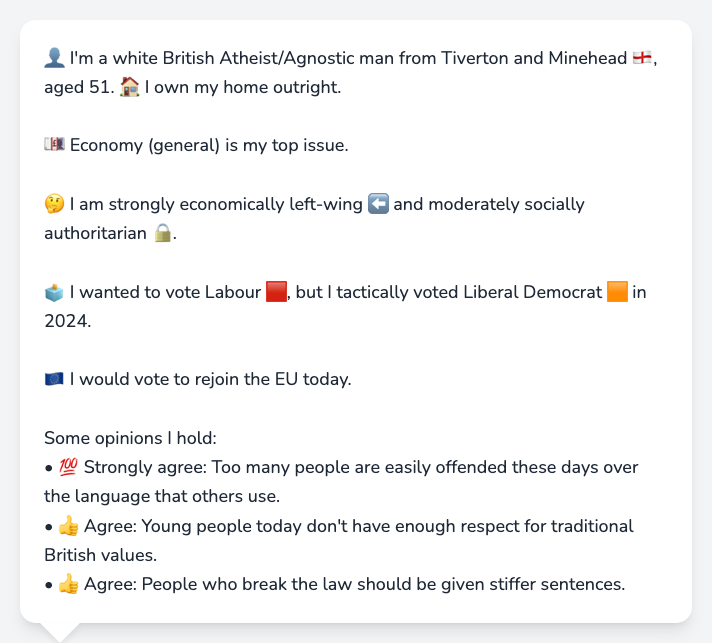 👤 I'm a white British Atheist/Agnostic man from Tiverton and Minehead 🏴󠁧󠁢󠁥󠁮󠁧󠁿,
aged 51. 🏠 I own my home outright.
💷 Economy (general) is my top issue.
🤔 I am strongly economically left-wing ⬅️ and moderately socially
authoritarian 🔒.
🗳️ I wanted to vote Labour 🟥, but I tactically voted Liberal Democrat 🟧 in
2024.
🇪🇺 I would vote to rejoin the EU today.
Some opinions I hold:
• 💯 Strongly agree: Too many people are easily offended these days over
the language that others use.
• 👍 Agree: Young people today don't have enough respect for traditional
British values.
• 👍 Agree: People who break the law should be given stiffer sentences.